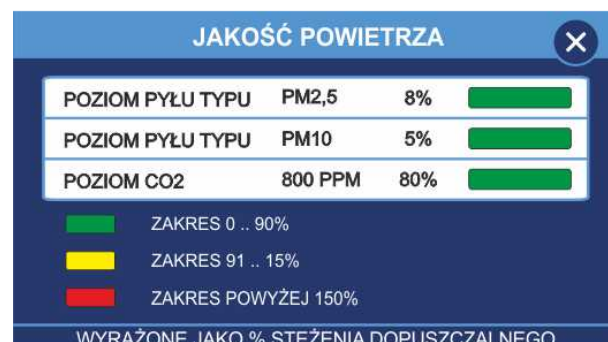 JAKOŚĆ POWIETRZA
POZIOM PYŁU TYPU PM2,5 8%
POZIOM PYŁU TYPU PM10 5%
POZIOM CO2 800 PPM 80%
ZAKRES 0 .. 90%
ZAKRES 91 .. 15%
ZAKRES POWYŻEJ 150%
WYRAŻONE JAKO % STĘŻENIA DOPUSZCZALNEGO